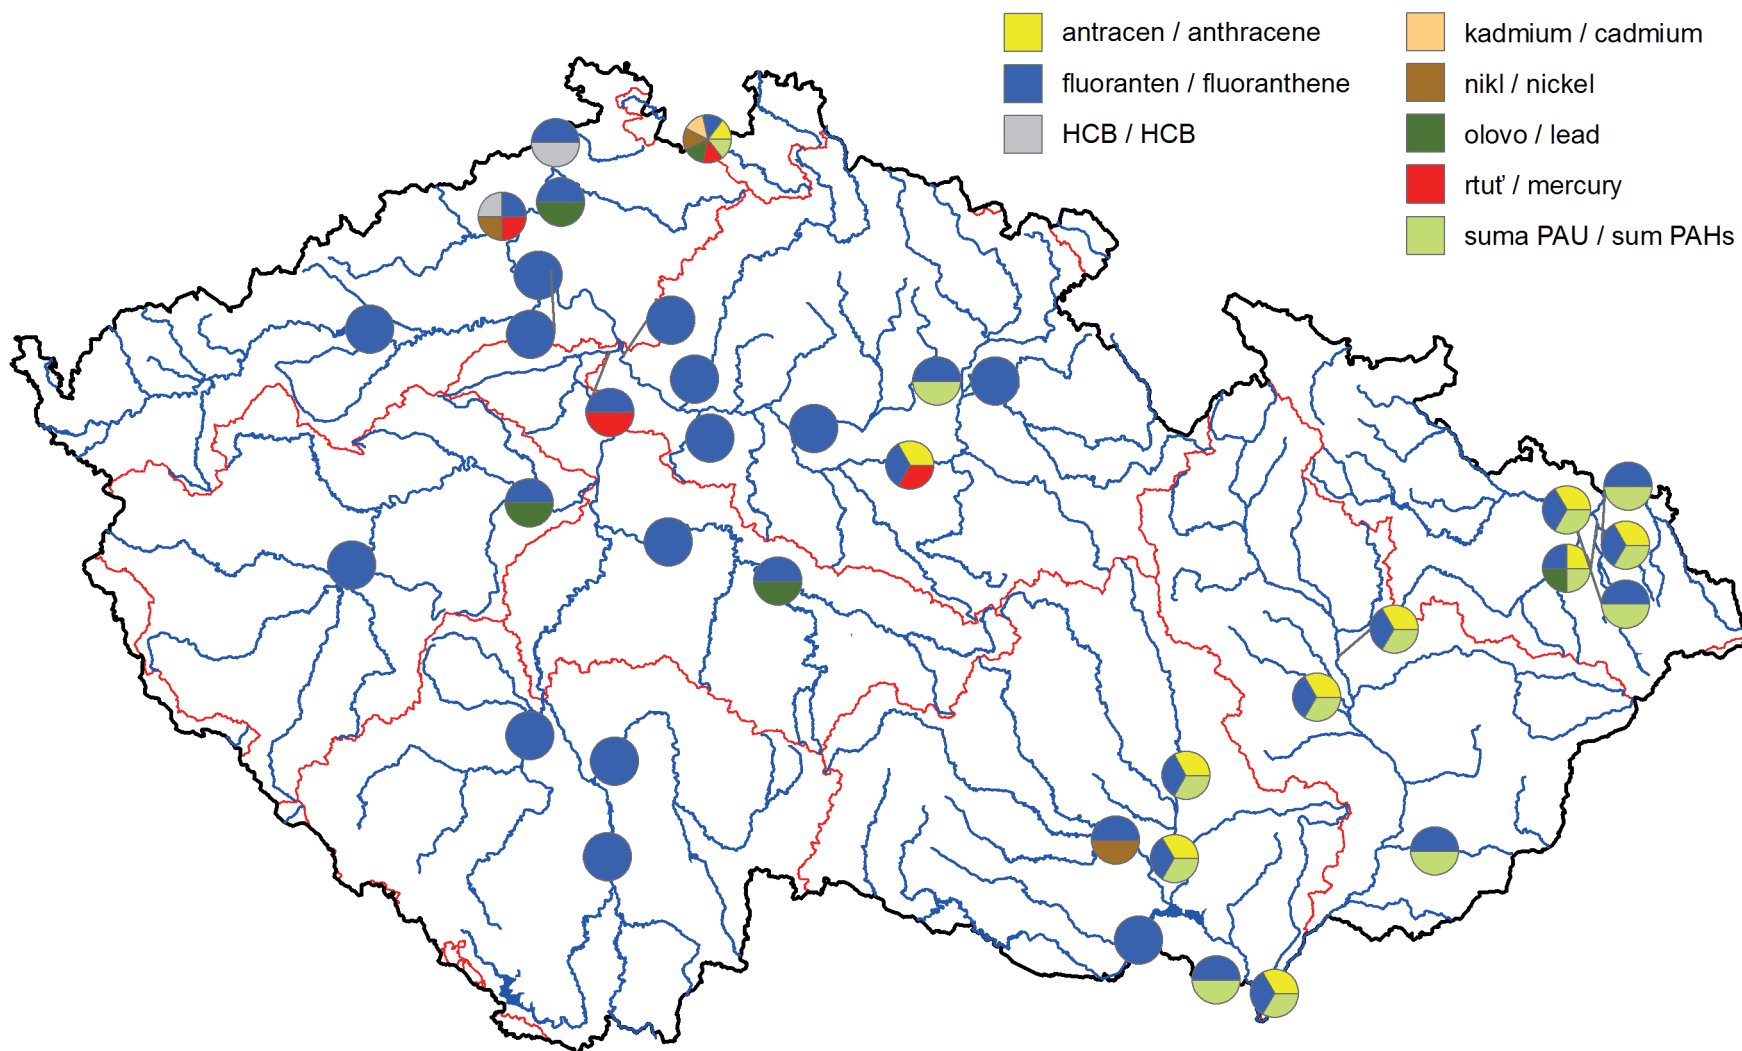 antracen / anthracene
fluoranten / fluoranthene
HCB / HCB
kadmium / cadmium
nikl / nickel
olovo / lead
rtuť / mercury
suma PAU / sum PAHs